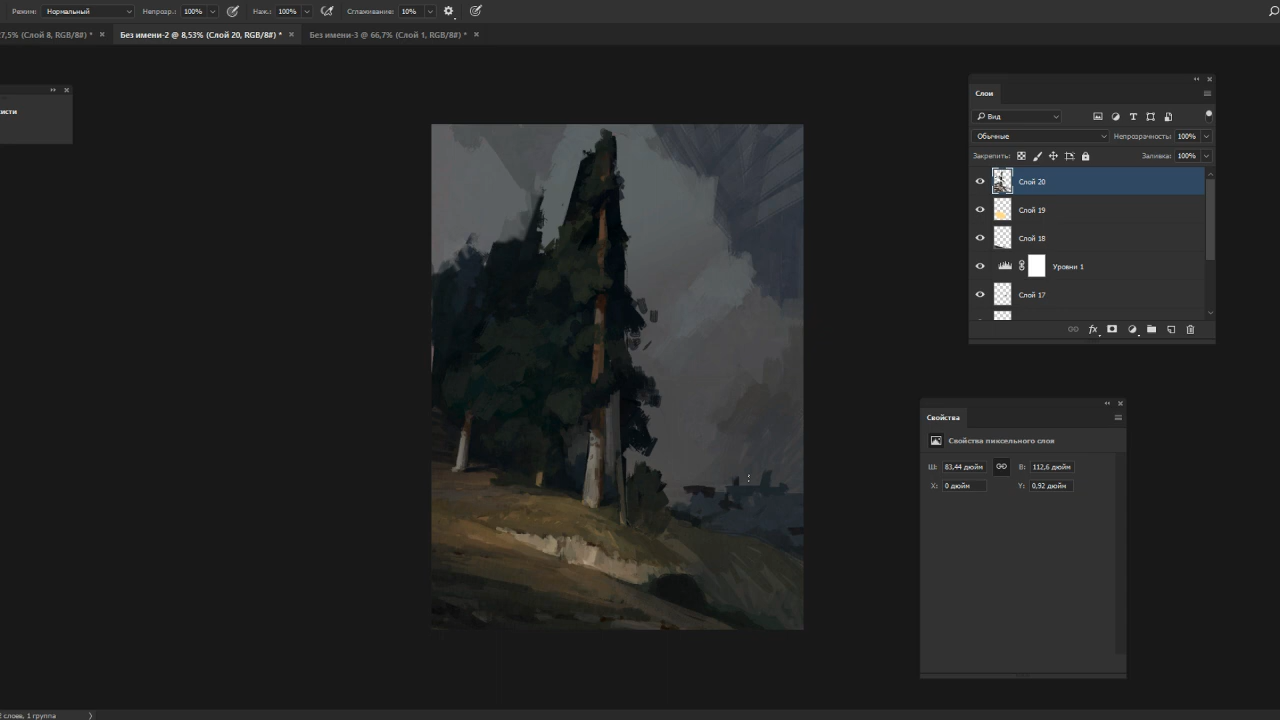 Режим: Нормальный Непрозр.: 100% Наж.: 100% Сглаживание: 10%
7,5% (Слой 8, RGB/8#) * Без имени-2 @ 8,53% (Слой 20, RGB/8#) * Без имени-3 @ 66,7% (Слой 1, RGB/8#) *
исти
Слои
Вид
Обычные Непрозрачность: 100%
Закрепить: Заливка: 100%
Слой 20
Слой 19
Слой 18
Уровни 1
Слой 17
fx
Свойства
Свойства пиксельного слоя
Ш: 83,44 дюйм В: 112,6 дюйм
X: 0 дюйм Y: 0,92 дюйм
слоев, 1 группа